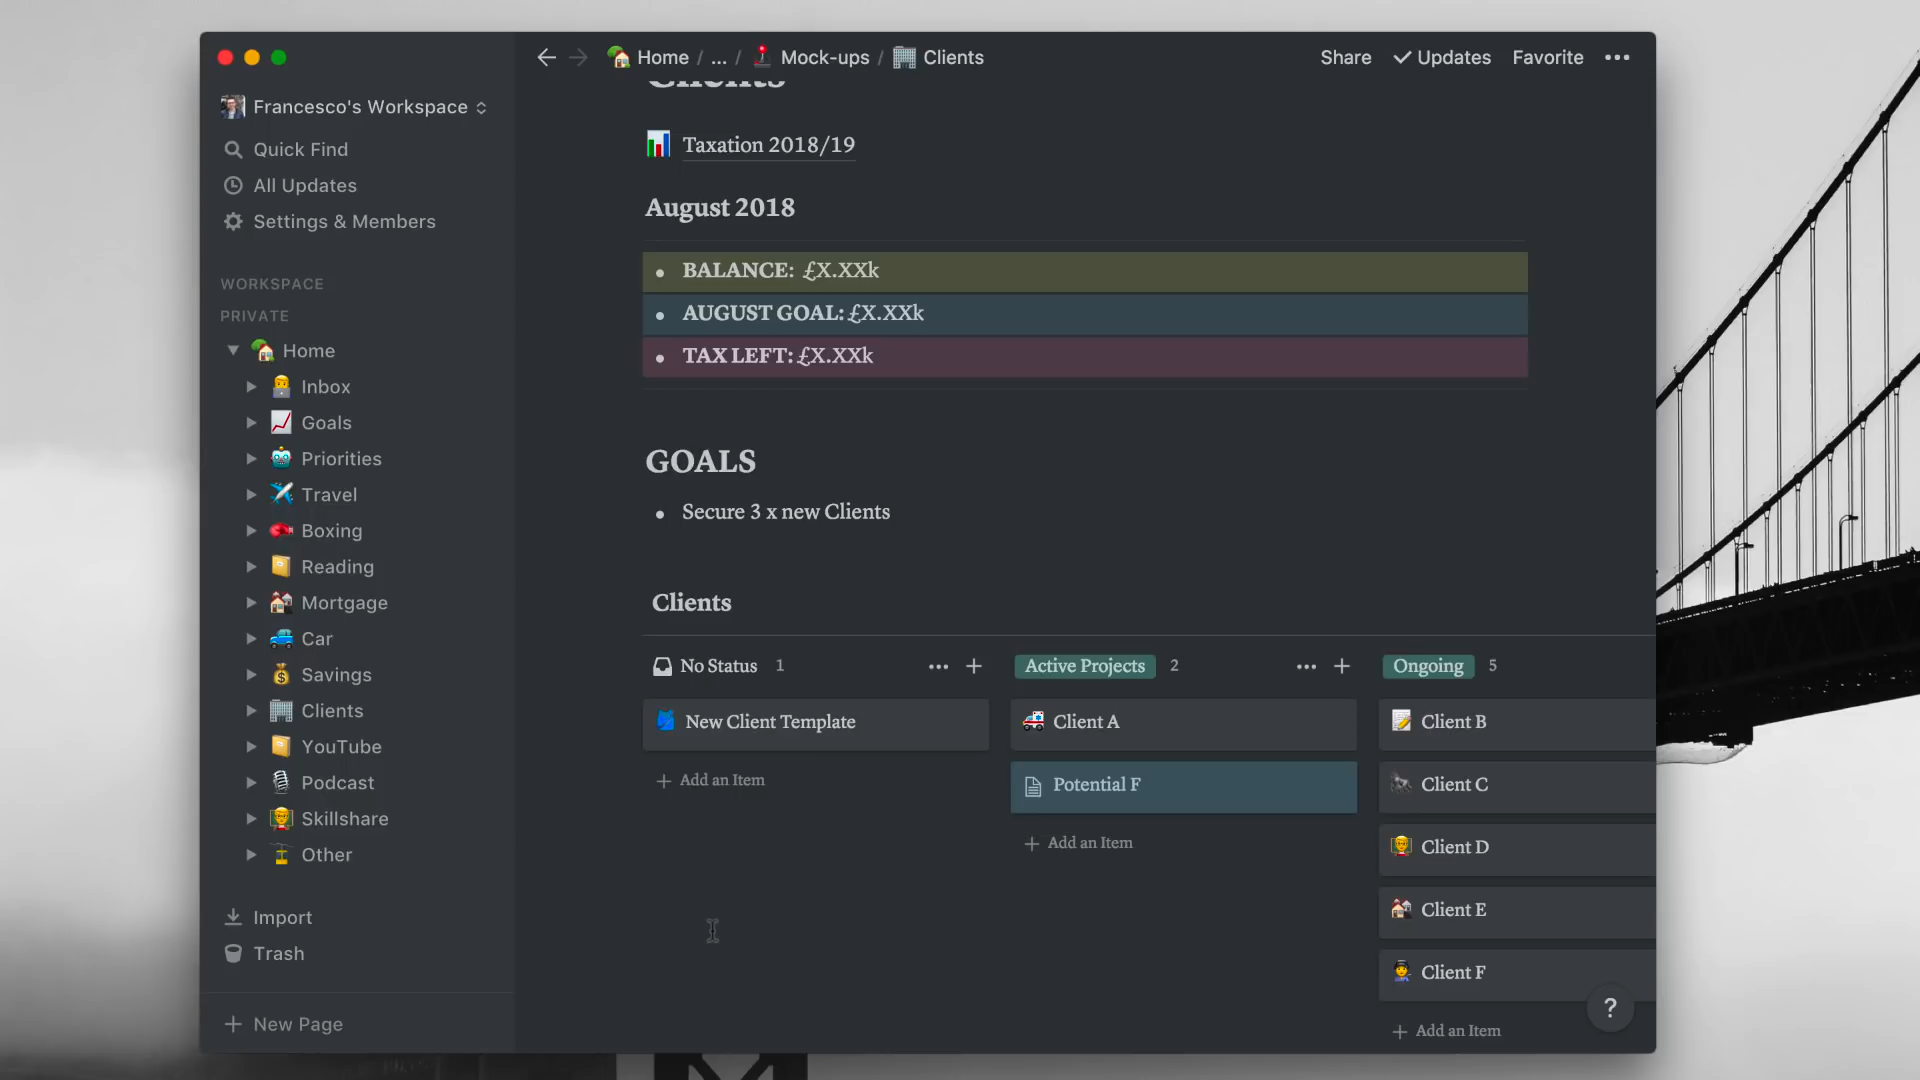 Home / ... / Mock-ups / Clients
Share Updates Favorite
Francesco's Workspace
Quick Find
All Updates
Settings & Members
WORKSPACE
PRIVATE
Home
Inbox
Goals
Priorities
Travel
Boxing
Reading
Mortgage
Car
Savings
Clients
YouTube
Podcast
Skillshare
Other
Import
Trash
+ New Page
Clients
Taxation 2018/19
August 2018
• BALANCE: £X.XXk
• AUGUST GOAL: £X.XXk
• TAX LEFT: £X.XXk
GOALS
• Secure 3 x new Clients
Clients
No Status 1
New Client Template
+ Add an Item
Active Projects 2
Client A
Potential F
+ Add an Item
Ongoing 5
Client B
Client C
Client D
Client E
Client F
+ Add an Item
?